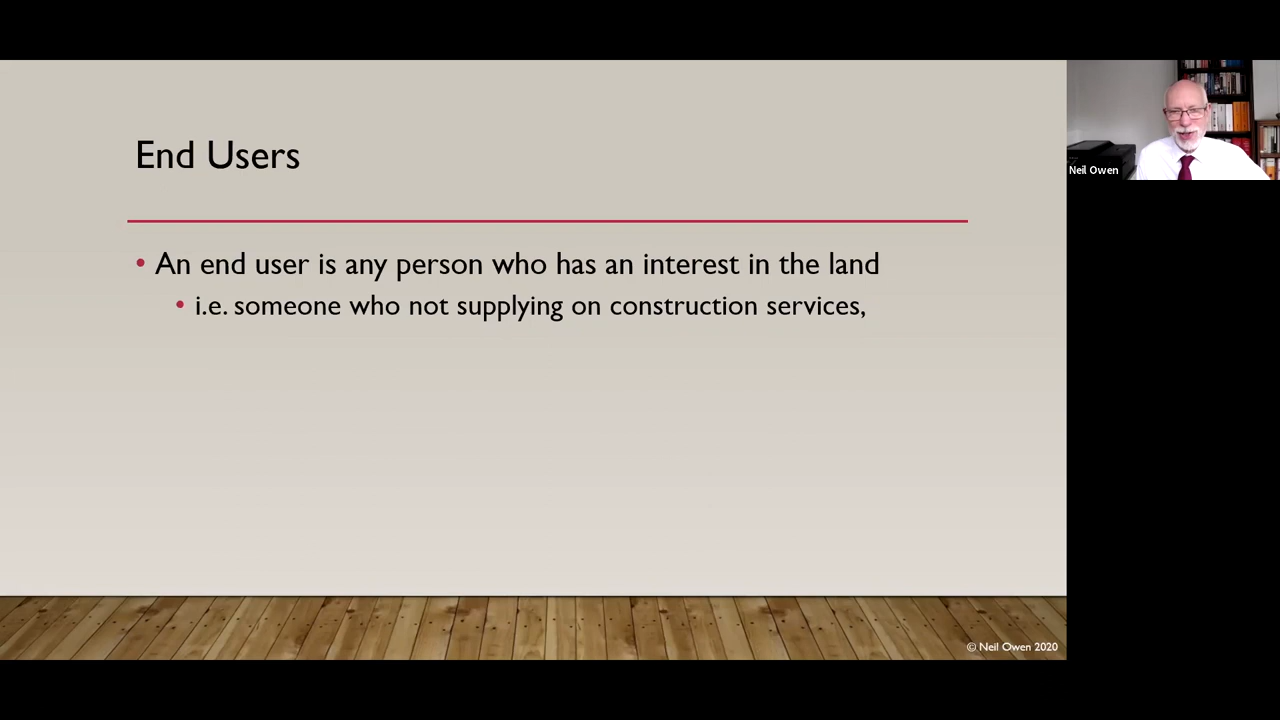 End Users
• An end user is any person who has an interest in the land
• i.e. someone who not supplying on construction services,
Neil Owen
© Neil Owen 2020